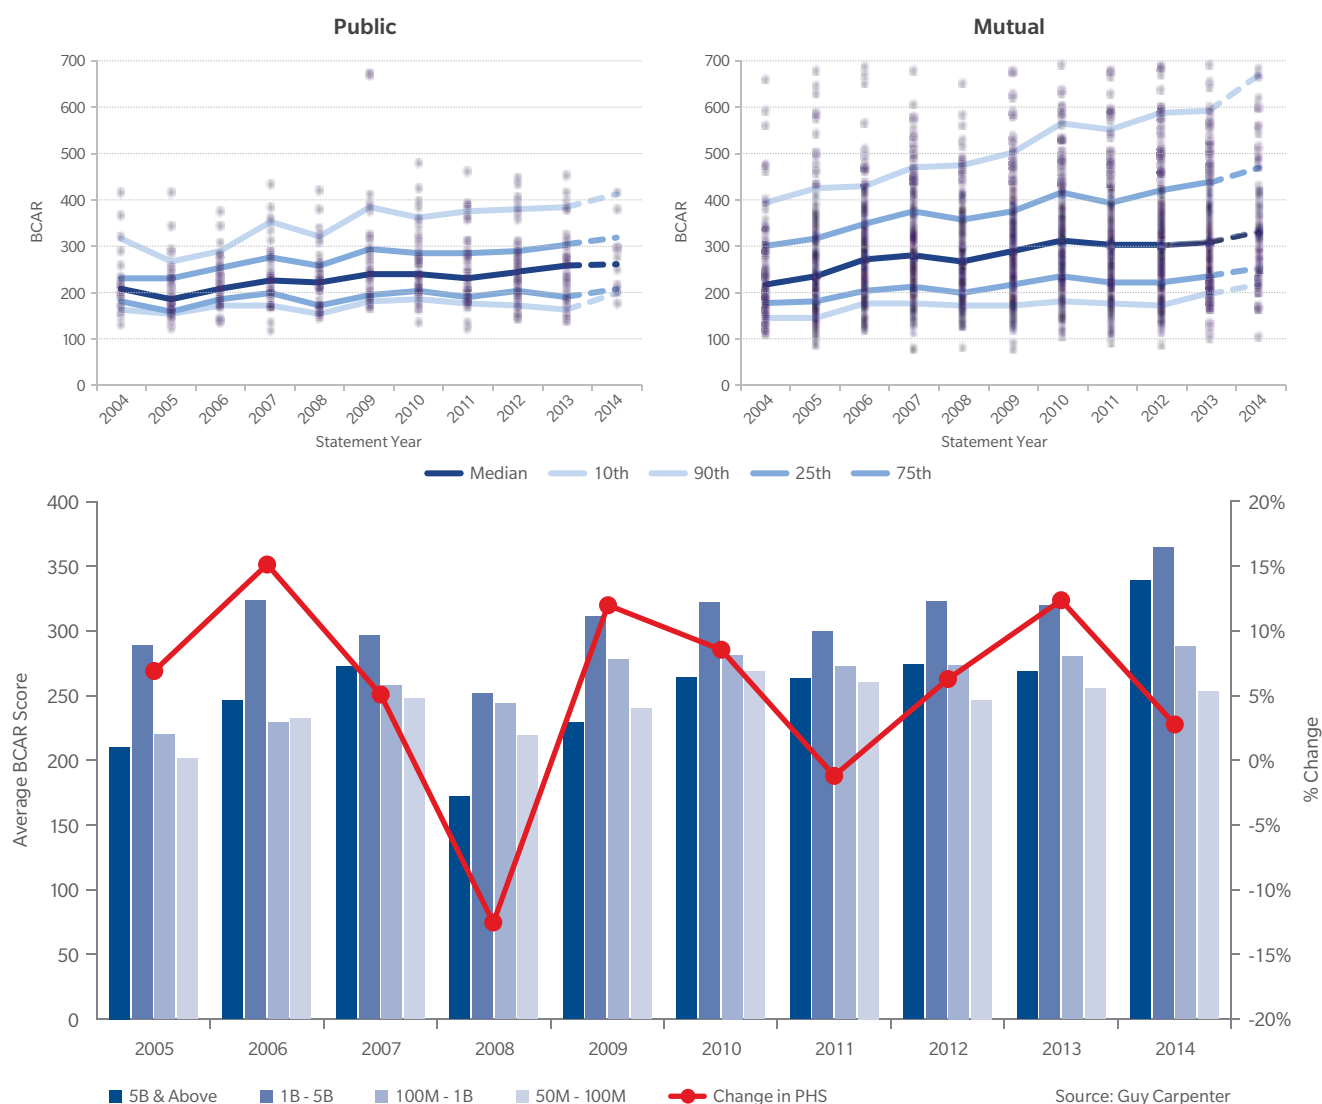 Public
Mutual
700
600
500
400
300
200
100
0
BCAR
2004 2005 2006 2007 2008 2009 2010 2011 2012 2013 2014
Statement Year
700
600
500
400
300
200
100
0
BCAR
2004 2005 2006 2007 2008 2009 2010 2011 2012 2013 2014
Statement Year
Median 10th 90th 25th 75th
400
350
300
250
200
150
100
50
0
Average BCAR Score
20%
15%
10%
5%
0%
-5%
-10%
-15%
-20%
% Change
2005 2006 2007 2008 2009 2010 2011 2012 2013 2014
5B & Above 1B - 5B 100M - 1B 50M - 100M Change in PHS Source: Guy Carpenter